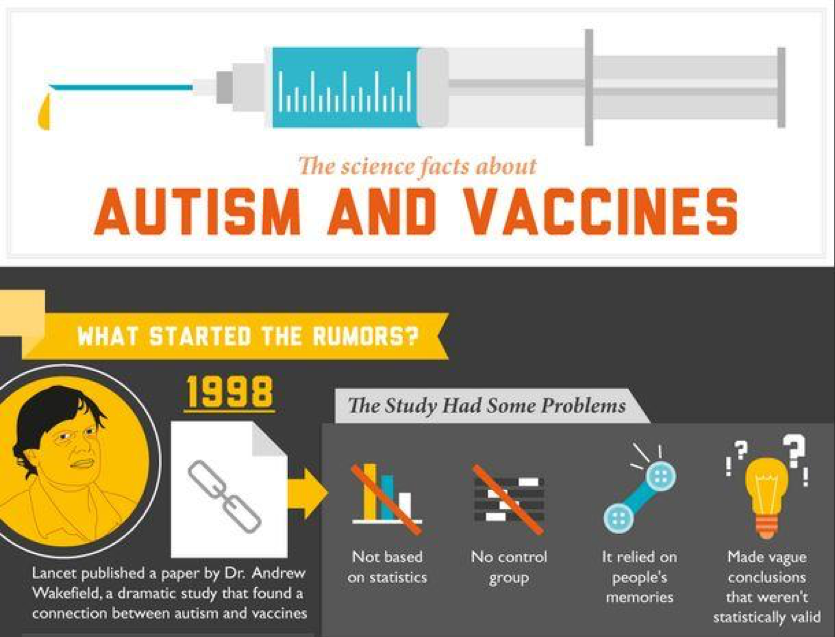 The science facts about
AUTISM AND VACCINES
WHAT STARTED THE RUMORS?
1998
Lancet published a paper by Dr. Andrew
Wakefield, a dramatic study that found a
connection between autism and vaccines
The Study Had Some Problems
Not based
on statistics
No control
group
It relied on
people's
memories
Made vague
conclusions
that weren't
statistically valid